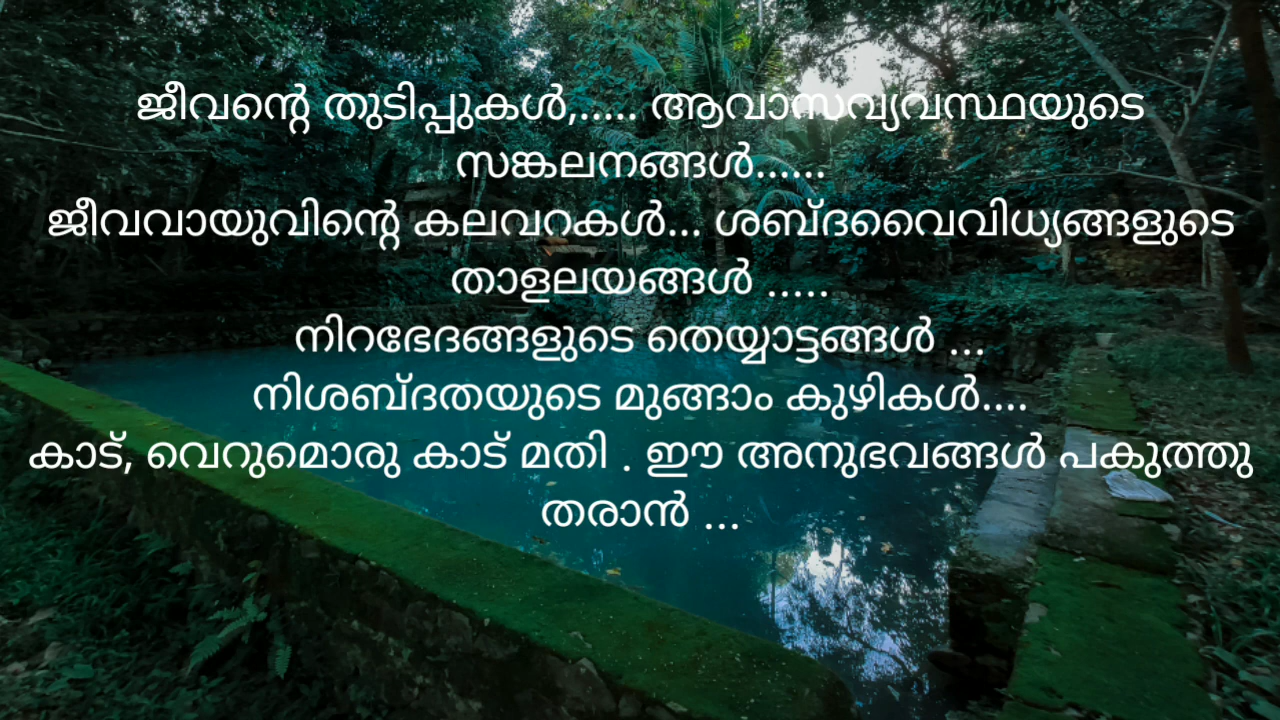 ജീവന്റെ തുടിപ്പുകൾ,..... ആവാസവ്യവസ്ഥയുടെ
സങ്കലനങ്ങൾ......
ജീവവായുവിന്റെ കലവറകൾ... ശബ്ദവൈവിധ്യങ്ങളുടെ
താളലയങ്ങൾ .....
നിറഭേദങ്ങളുടെ തെയ്യാട്ടങ്ങൾ ...
നിശബ്ദതയുടെ മുങ്ങാം കുഴികൾ....
കാട്, വെറുമൊരു കാട് മതി . ഈ അനുഭവങ്ങൾ പകുത്തു
തരാൻ ...